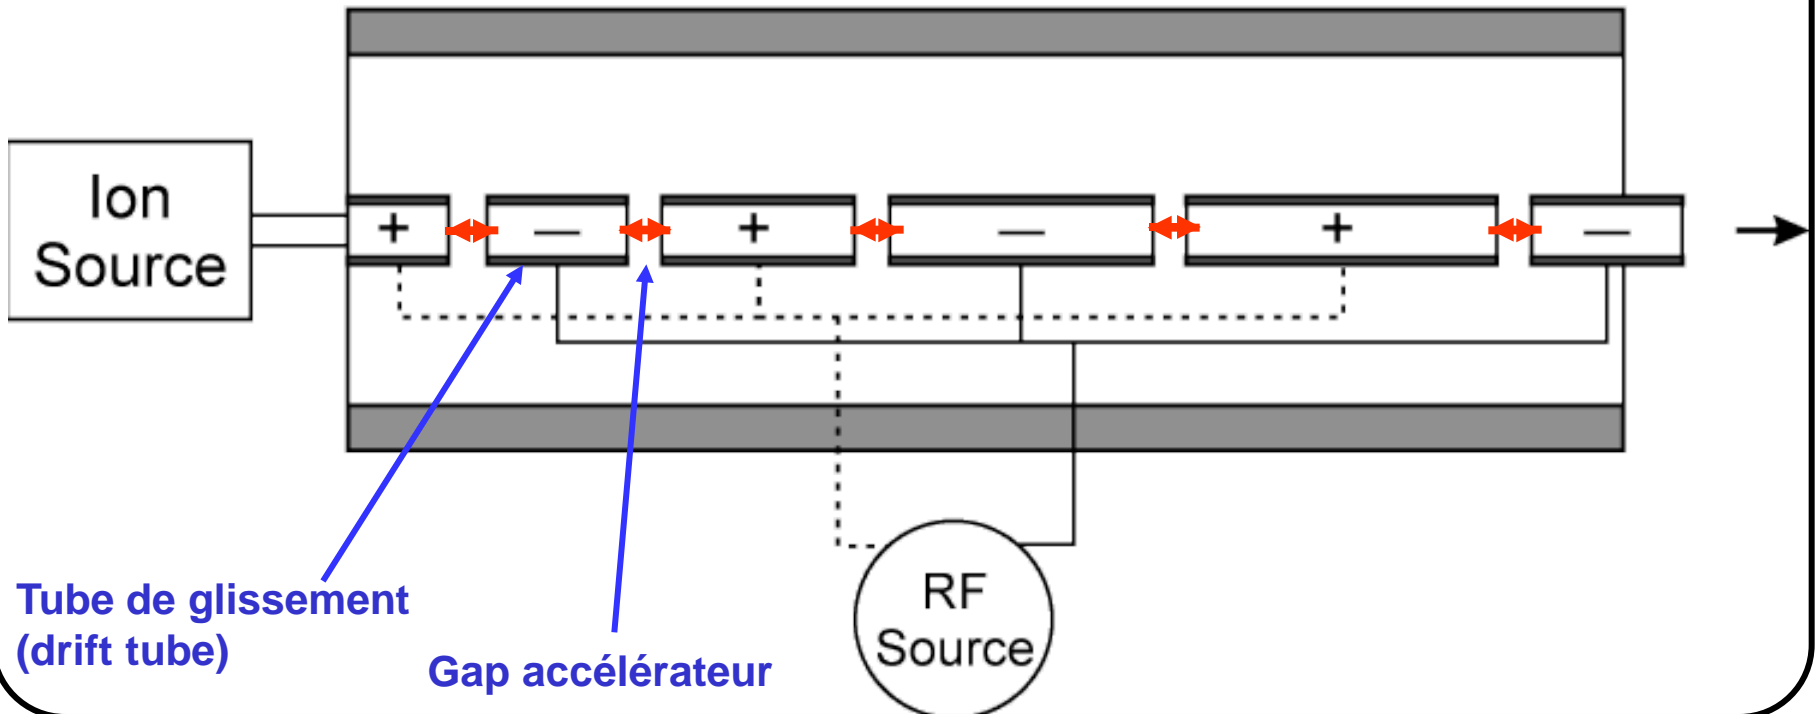 Ion
Source
+ — + — + —
RF
Source
Tube de glissement
(drift tube)
Gap accélérateur